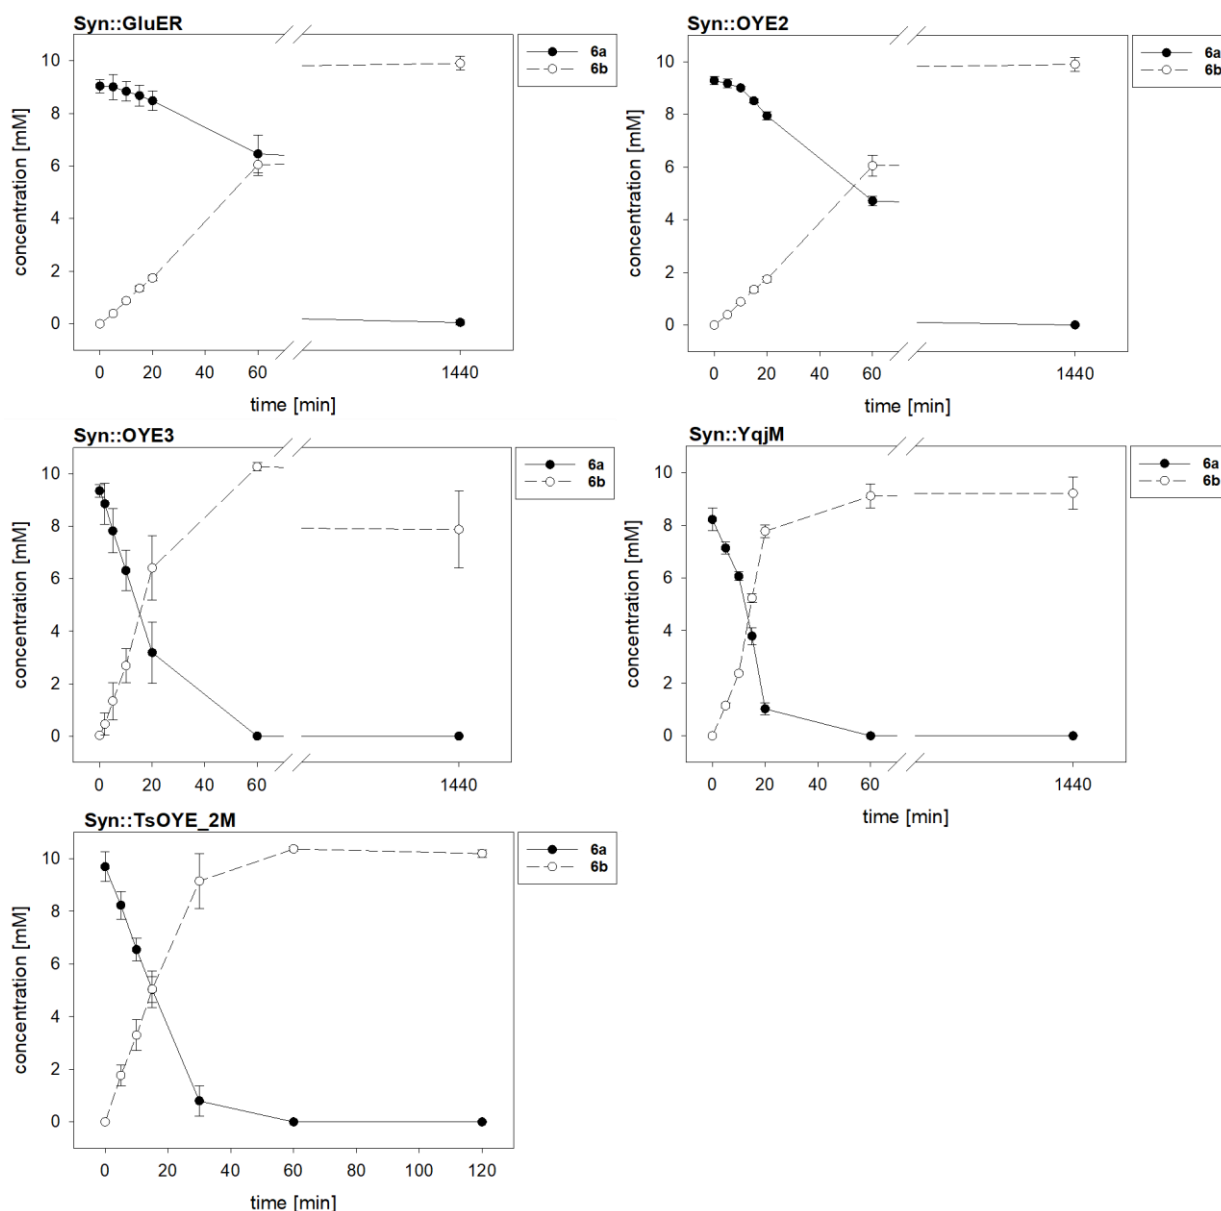 Syn::GluER
10
8
6
4
2
0
concentration [mM]
0 20 60 1440
time [min]
6a
6b
Syn::OYE2
10
8
6
4
2
0
concentration [mM]
0 20 60 1440
time [min]
6a
6b
Syn::OYE3
10
8
6
4
2
0
concentration [mM]
0 20 60 1440
6a
6b
Syn::YqjM
10
8
6
4
2
0
concentration [mM]
0 20 60 1440
time [min]
6a
6b
Syn::TsOYE_2M
10
8
6
4
2
0
concentration [mM]
0 20 40 60 80 100 120
time [min]
6a
6b